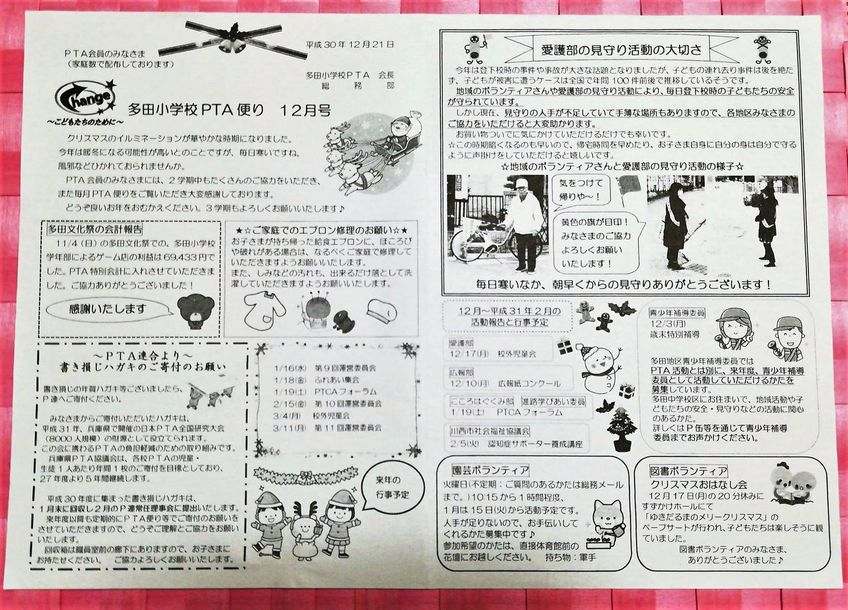 PTA会員のみなさま
(家庭数で配布しております)
平成30年12月21日
多田小学校PTA 会長
総務部
Change
～こどもたちのために～
多田小学校PTA便り 12月号
クリスマスのイルミネーションが華やかな時期になりました。
今年は暖冬になる可能性が高いとのことですが、毎日寒いですね。
風邪などひかれておられませんか。
PTA会員のみなさまには、2学期中もたくさんのご協力をいただき、
また毎月PTA便りをご覧いただき大変感謝しております。
どうぞ良いお年をおむかえください。3学期もよろしくお願いします♪
多田文化祭の会計報告
11/4(日)の多田文化祭での、多田小学校
学年部によるゲーム店の利益は69,433円で
した。PTA特別会計に入れさせていただきま
した。ご協力ありがとうございました!
感謝いたします
☆★ご家庭でのエプロン修理のお願い☆★
お子さまが持ち帰った給食エプロンに、ほころび
や破れがある場合は、なるべくご家庭で修理して
いただきますようお願いいたします。
また、しみなどの汚れも、出来るだけ落として洗
濯していただきますようお願いします。
～PTA連合より～
書き損じハガキのご寄付のお願い
書き損じの年賀ハガキ等ございましたら、
P連へご寄付ください。
みなさまからご寄付いただいたハガキは、
平成31年、兵庫県で開催の日本PTA全国研究大会
(8000人規模)の財源として役立てられます。
この会に携わるPTAの負担軽減のための取り組みです。
兵庫県PTA協議会は、各校PTAの児童・
生徒1人あたり年間1枚のご寄付を目標としており、
27年度より5年間継続します。
平成30年度に集まった書き損じハガキは、
1月末に回収し2月のP連常任理事会に提出いたします。
来年度以降も定期的にPTA便り等でご寄付のお願いを
させていただきますので、どうぞご理解とご協力をお願い
いたします。
回収箱は職員室前の廊下にありますので、お子さまに
お持たせください。 ご協力よろしくお願いします。
1/16(水) 第9回運営委員会
1/18(金) ふれあい集会
1/19(土) PTCAフォーラム
2/15(金) 第10回運営委員会
3/4(月) 校外児童会
3/11(月) 第11回運営委員会
来年の
行事予定
愛護部の見守り活動の大切さ
今年は登下校時の事件や事故が大きな話題となりましたが、子どもの連れ去り事件は後を絶た
ず、子どもが被害に遭うケースは全国で年間100件前後で推移しているそうです。
地域のボランティアさんや愛護部の見守り活動により、毎日登下校時の子どもたちの安全
が守られています。
しかし現在、見守りの人手が不足していて手薄な場所もありますので、各地区みなさまの
ご協力をいただけると大変助かります。
お買い物ついでに気にかけていただけるだけでも幸いです。
☆この時期暗くなるのも早いので、帰宅時間を早めたり、お子さま自身に自分の身は自分で守る
ように声掛けをしていただけると嬉しいです。
☆地域のボランティアさんと愛護部の見守り活動の様子☆
気をつけて
帰りや～!
黄色の旗が目印!
みなさまのご協力
よろしくお願い
いたします!
毎日寒いなか、朝早くからの見守りありがとうございます!
12月～平成31年2月の
活動報告と行事予定
愛護部
12/17(月) 校外児童会
広報部
12/10(月) 広報紙コンクール
こころはぐくみ部 進路学びあい委員
1/19(土) PTCAフォーラム
川西市社会福祉協議会
2/5(火) 認知症サポーター養成講座
青少年補導委員
12/3(月)
歳末特別補導
多田地区青少年補導委員では
PTA活動とは別に、来年度、青少年補導
委員として活動していただけるかたを
募集しています。
多田中学校区にお住まいで、地域活動や子
どもたちの安全・見守りなどの活動に関心
のあるかた。
詳しくはP缶等を通じて青少年補導
委員までお声かけください。
園芸ボランティア
火曜日(不定期:ご質問のあるかたは総務メール
まで。)10:15から1時間程度、
1月は15日(火)から活動予定です。
人手が足りないので、お手伝いして
くれるかた募集中です♪
参加希望のかたは、直接体育館前の
花壇にお越しください。 持ち物:軍手
図書ボランティア
クリスマスおはなし会
12月17日(月)の20分休みに
すずかけホールにて
「ゆきだるまのメリークリスマス」の
ペープサートが行われ、子どもたちは楽しそうに観
ていました。
図書ボランティアのみなさま、
ありがとうございました♪